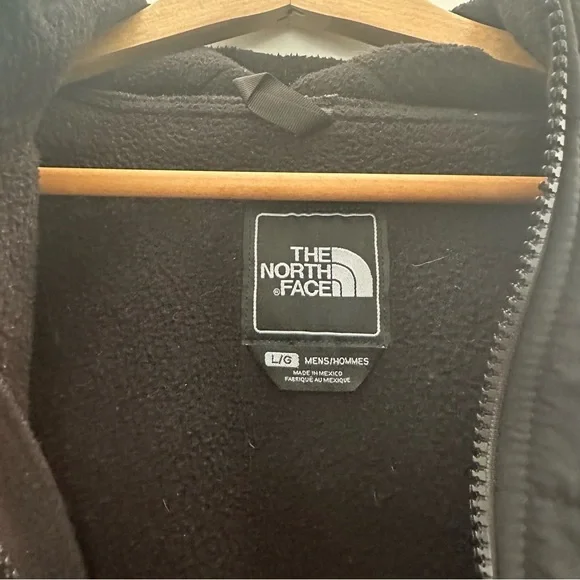 THE
NORTH
®FACE
L/G MENS/HOMMES
MADE IN MEXICO
FABRIQUÉ AU MEXIQUE